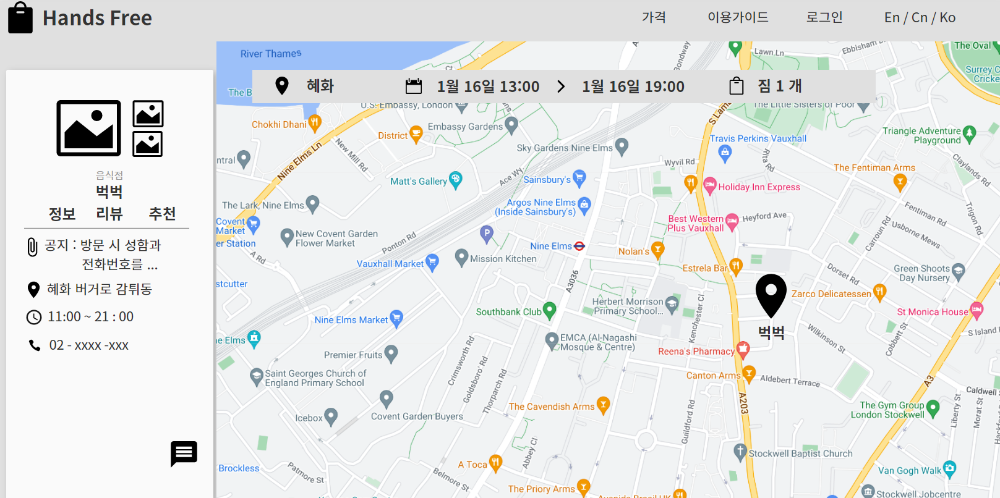 Hands Free
가격
이용가이드
로그인
En / Cn / Ko
혜화
1월 16일 13:00
1월 16일 19:00
짐 1 개
음식점
벅벅
정보
리뷰
추천
공지 : 방문 시 성함과
전화번호를 ...
혜화 버거로 감튀동
11:00 ~ 21 : 00
02 - xxxx -xxx
River Thames
The B
Lawn Ln
Ebbisham D
The Oval
Surrey C
Cricke
Bondway
U.S. Embassy, London
The Little Sisters of Poor
S Lam
Chokhi Dhani
District
Embassy Gardens
Sky Gardens Nine Elms
Travis Perkins Vauxhall
Triangle Adventure
Playground
New Mill Rd
Nine Elms Ln
ntral
Wyvil Rd
Rita Rd
Claylands Rd
The Fentiman Arms
Matt's Gallery
Ace Wy
Sainsbury's
Holiday Inn Express
The Lark, Nine Elms
Argos Nine Elms
(Inside Sainsbury's)
Fentiman Rd
Trigon Rd
Covent
Market
er Station
New Covent Garden
Flower Market
Ponton Rd
Best Western
Plus Vauxhall
Heyford Ave
Usborne Mews
Carroun Rd
Nine Elms
Nolan's
A Rd
Vauxhall Market
Mission Kitchen
Estrela Bar
Dorset Rd
Green Shoots
Day Nursery
stcutter
A3036
Zarco Delicatessen
Herbert Morrison
Primary School...
Southbank Club
Kenchester Cl
St Monica House
Nine Elms Market
벅벅
Wilkinson St
Cobbett St
S Island
e Elms
EMCA (Al-Nagashi
Mosque & Centre)
Reena's Pharmacy
Premier Fruits
Crimsworth Rd
Goldsboro' Rd
Thorparch Rd
Saint Georges Church of
England Primary School
Canton Arms
Aldebert Terrace
A3
A203
Caldwell
The Cavendish Arms
The Gym Group
London Stockwell
Liberty St
Morat St
Icebox
Covent Garden Buyers
Guildford Rd
Abbey Cl
Stockwell Baptist Church
Brockless
A Toca
Van Gogh Walk
Patmore St
Belmore St
The Priory Arms
Stockwell Jobcentre